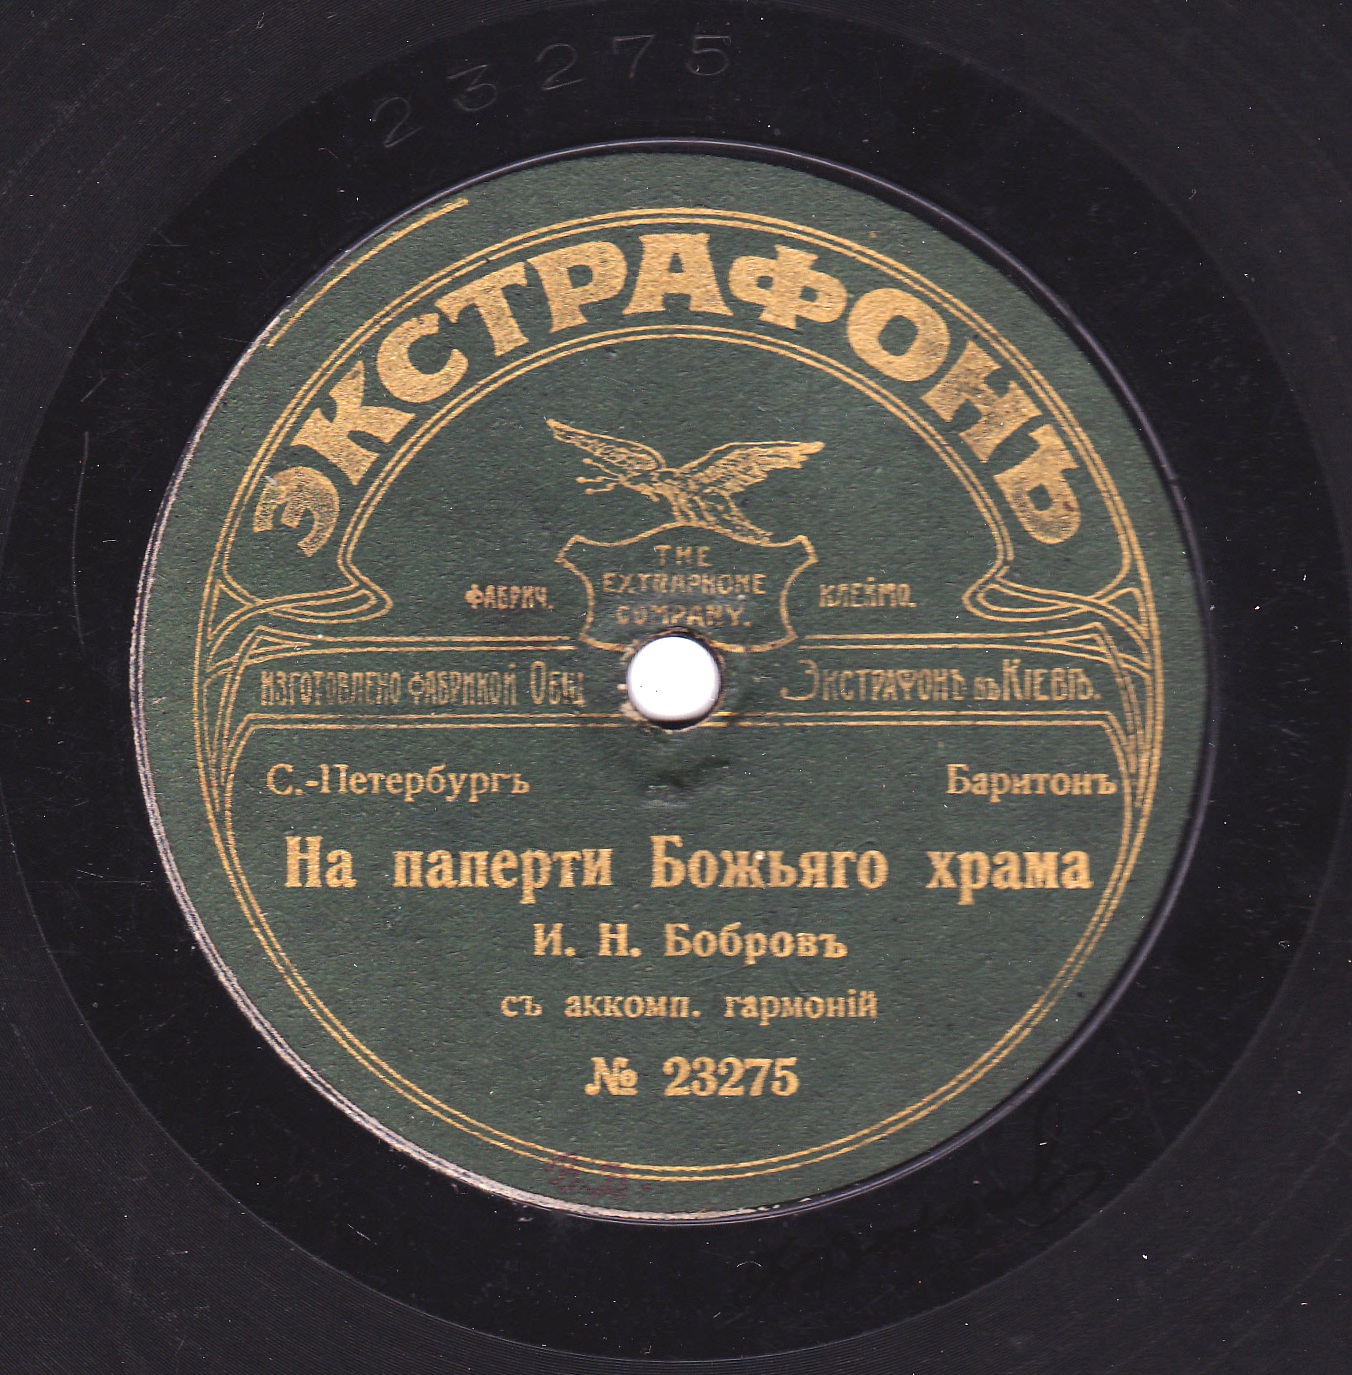 23275
ЭКСТРАФОНЪ
THE
EXTRAPHONE
COMPANY.
ФАБРИЧ. КЛЕЙМО.
ИЗГОТОВЛЕНО ФАБРИКОЙ ОБЩ ЭКСТРАФОНЪ ВЪ КІЕВѢ.
С.-Петербургъ Баритонъ
На паперти Божьяго храма
И. Н. Бобровъ
съ аккомп. гармоній
№ 23275